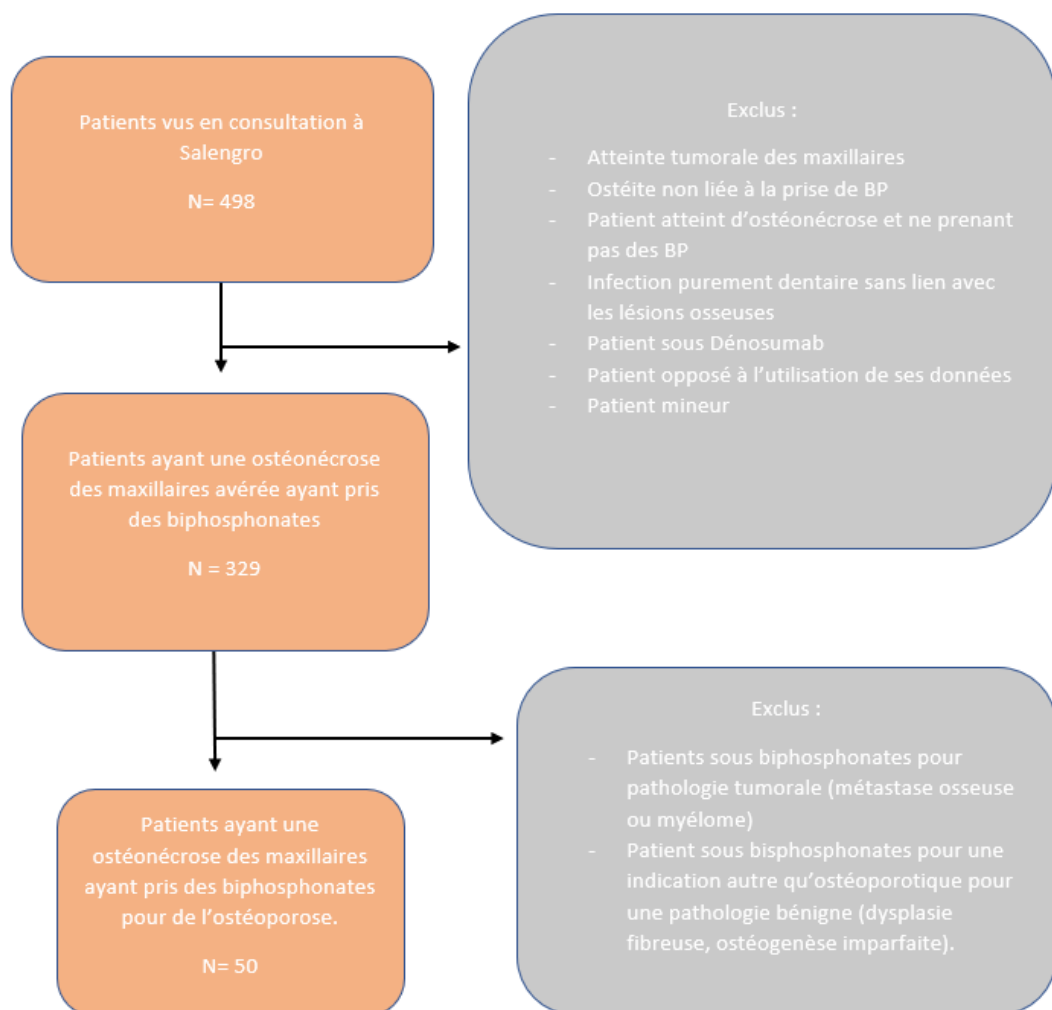 Patients vus en consultation à
Salengro
N= 498
Exclus :
- Atteinte tumorale des maxillaires
- Ostéite non liée à la prise de BP
- Patient atteint d’ostéonécrose et ne prenant
pas des BP
- Infection purement dentaire sans lien avec
les lésions osseuses
- Patient sous Dénosumab
- Patient opposé à l’utilisation de ses données
- Patient mineur
Patients ayant une ostéonécrose
des maxillaires avérée ayant pris
des biphosphonates
N = 329
Exclus :
- Patients sous biphosphonates pour
pathologie tumorale (métastase osseuse
ou myélome)
- Patient sous bisphosphonates pour une
indication autre qu’ostéoporotique pour
une pathologie bénigne (dysplasie
fibreuse, ostéogenèse imparfaite).
Patients ayant une
ostéonécrose des maxillaires
ayant pris des biphosphonates
pour de l’ostéoporose.
N= 50